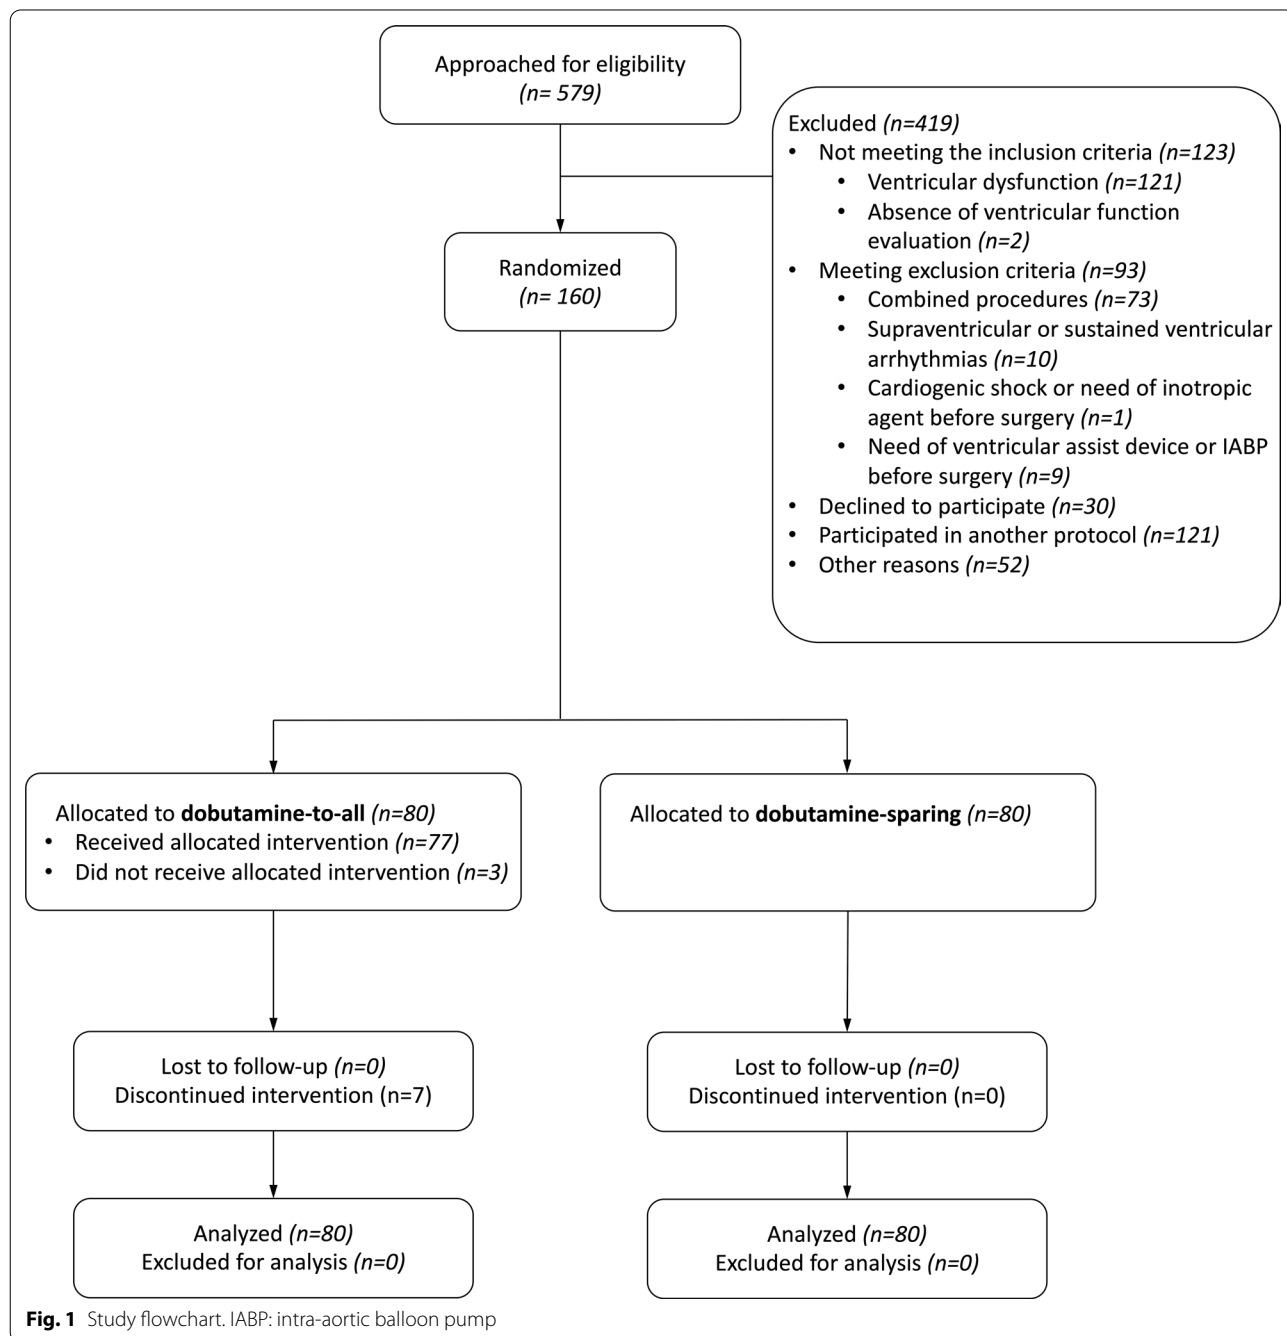 Approached for eligibility
(n= 579)
Excluded (n=419)
• Not meeting the inclusion criteria (n=123)
• Ventricular dysfunction (n=121)
• Absence of ventricular function
evaluation (n=2)
• Meeting exclusion criteria (n=93)
• Combined procedures (n=73)
• Supraventricular or sustained ventricular
arrhythmias (n=10)
• Cardiogenic shock or need of inotropic
agent before surgery (n=1)
• Need of ventricular assist device or IABP
before surgery (n=9)
• Declined to participate (n=30)
• Participated in another protocol (n=121)
• Other reasons (n=52)
Randomized
(n= 160)
Allocated to dobutamine-to-all (n=80)
• Received allocated intervention (n=77)
• Did not receive allocated intervention (n=3)
Allocated to dobutamine-sparing (n=80)
Lost to follow-up (n=0)
Discontinued intervention (n=7)
Lost to follow-up (n=0)
Discontinued intervention (n=0)
Analyzed (n=80)
Excluded for analysis (n=0)
Analyzed (n=80)
Excluded for analysis (n=0)
Fig. 1 Study flowchart. IABP: intra-aortic balloon pump